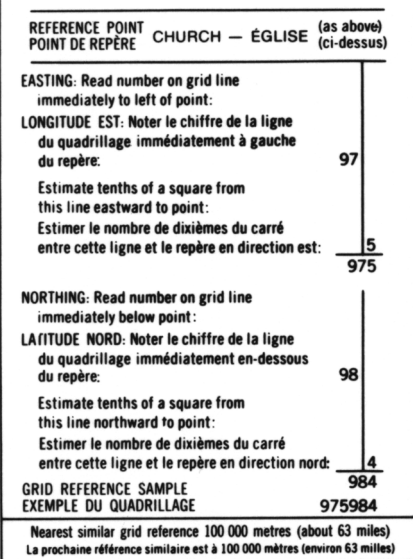 REFERENCE POINT CHURCH — ÉGLISE (as above)
POINT DE REPÈRE (ci-dessus)
EASTING: Read number on grid line
immediately to left of point:
LONGITUDE EST: Noter le chiffre de la ligne
du quadrillage immédiatement à gauche
du repère: 97
Estimate tenths of a square from
this line eastward to point:
Estimer le nombre de dixièmes du carré
entre cette ligne et le repère en direction est: 5
975
NORTHING: Read number on grid line
immediately below point:
LATITUDE NORD: Noter le chiffre de la ligne
du quadrillage immédiatement en-dessous
du repère: 98
Estimate tenths of a square from
this line northward to point:
Estimer le nombre de dixièmes du carré
entre cette ligne et le repère en direction nord: 4
984
GRID REFERENCE SAMPLE
EXEMPLE DU QUADRILLAGE 975984
Nearest similar grid reference 100 000 metres (about 63 miles)
La prochaine référence similaire est à 100 000 mètres (environ 63 milles)